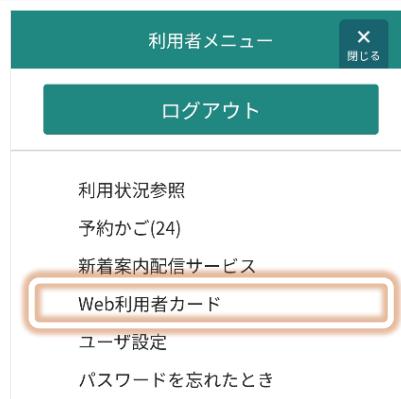 利用者メニュー
×
閉じる
ログアウト
利用状況参照
予約かご(24)
新着案内配信サービス
Web利用者カード
ユーザ設定
パスワードを忘れたとき